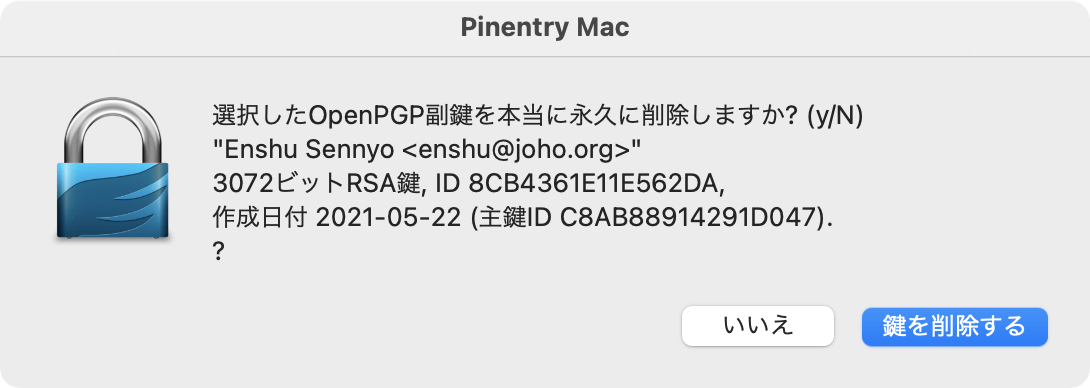 Pinentry Mac
選択したOpenPGP副鍵を本当に永久に削除しますか? (y/N)
"Enshu Sennyo <enshu@joho.org>"
3072ビットRSA鍵, ID 8CB4361E11E562DA,
作成日付 2021-05-22 (主鍵ID C8AB88914291D047).
?
いいえ
鍵を削除する